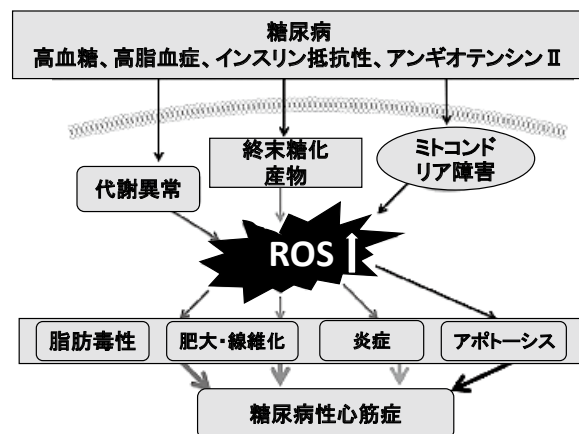 糖尿病
高血糖、高脂血症、インスリン抵抗性、アンギオテンシンⅡ
終末糖化
産物
ミトコンド
リア障害
代謝異常
ROS↑
脂肪毒性
肥大・線維化
炎症
アポトーシス
糖尿病性心筋症